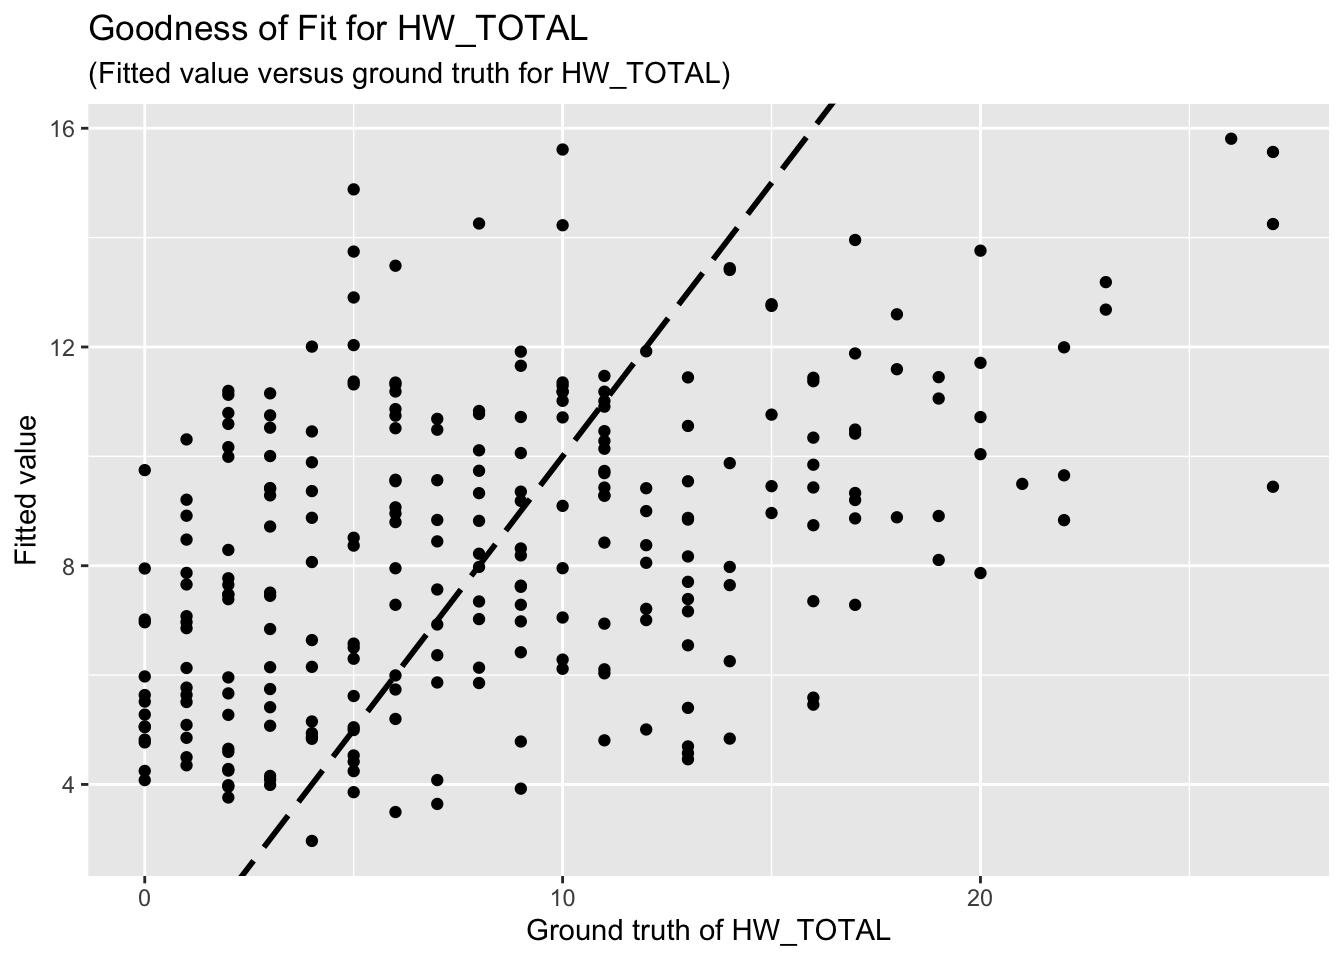 Goodness of Fit for HW_TOTAL
(Fitted value versus ground truth for HW_TOTAL)
16
12
8
4
Fitted value
0 10 20
Ground truth of HW_TOTAL